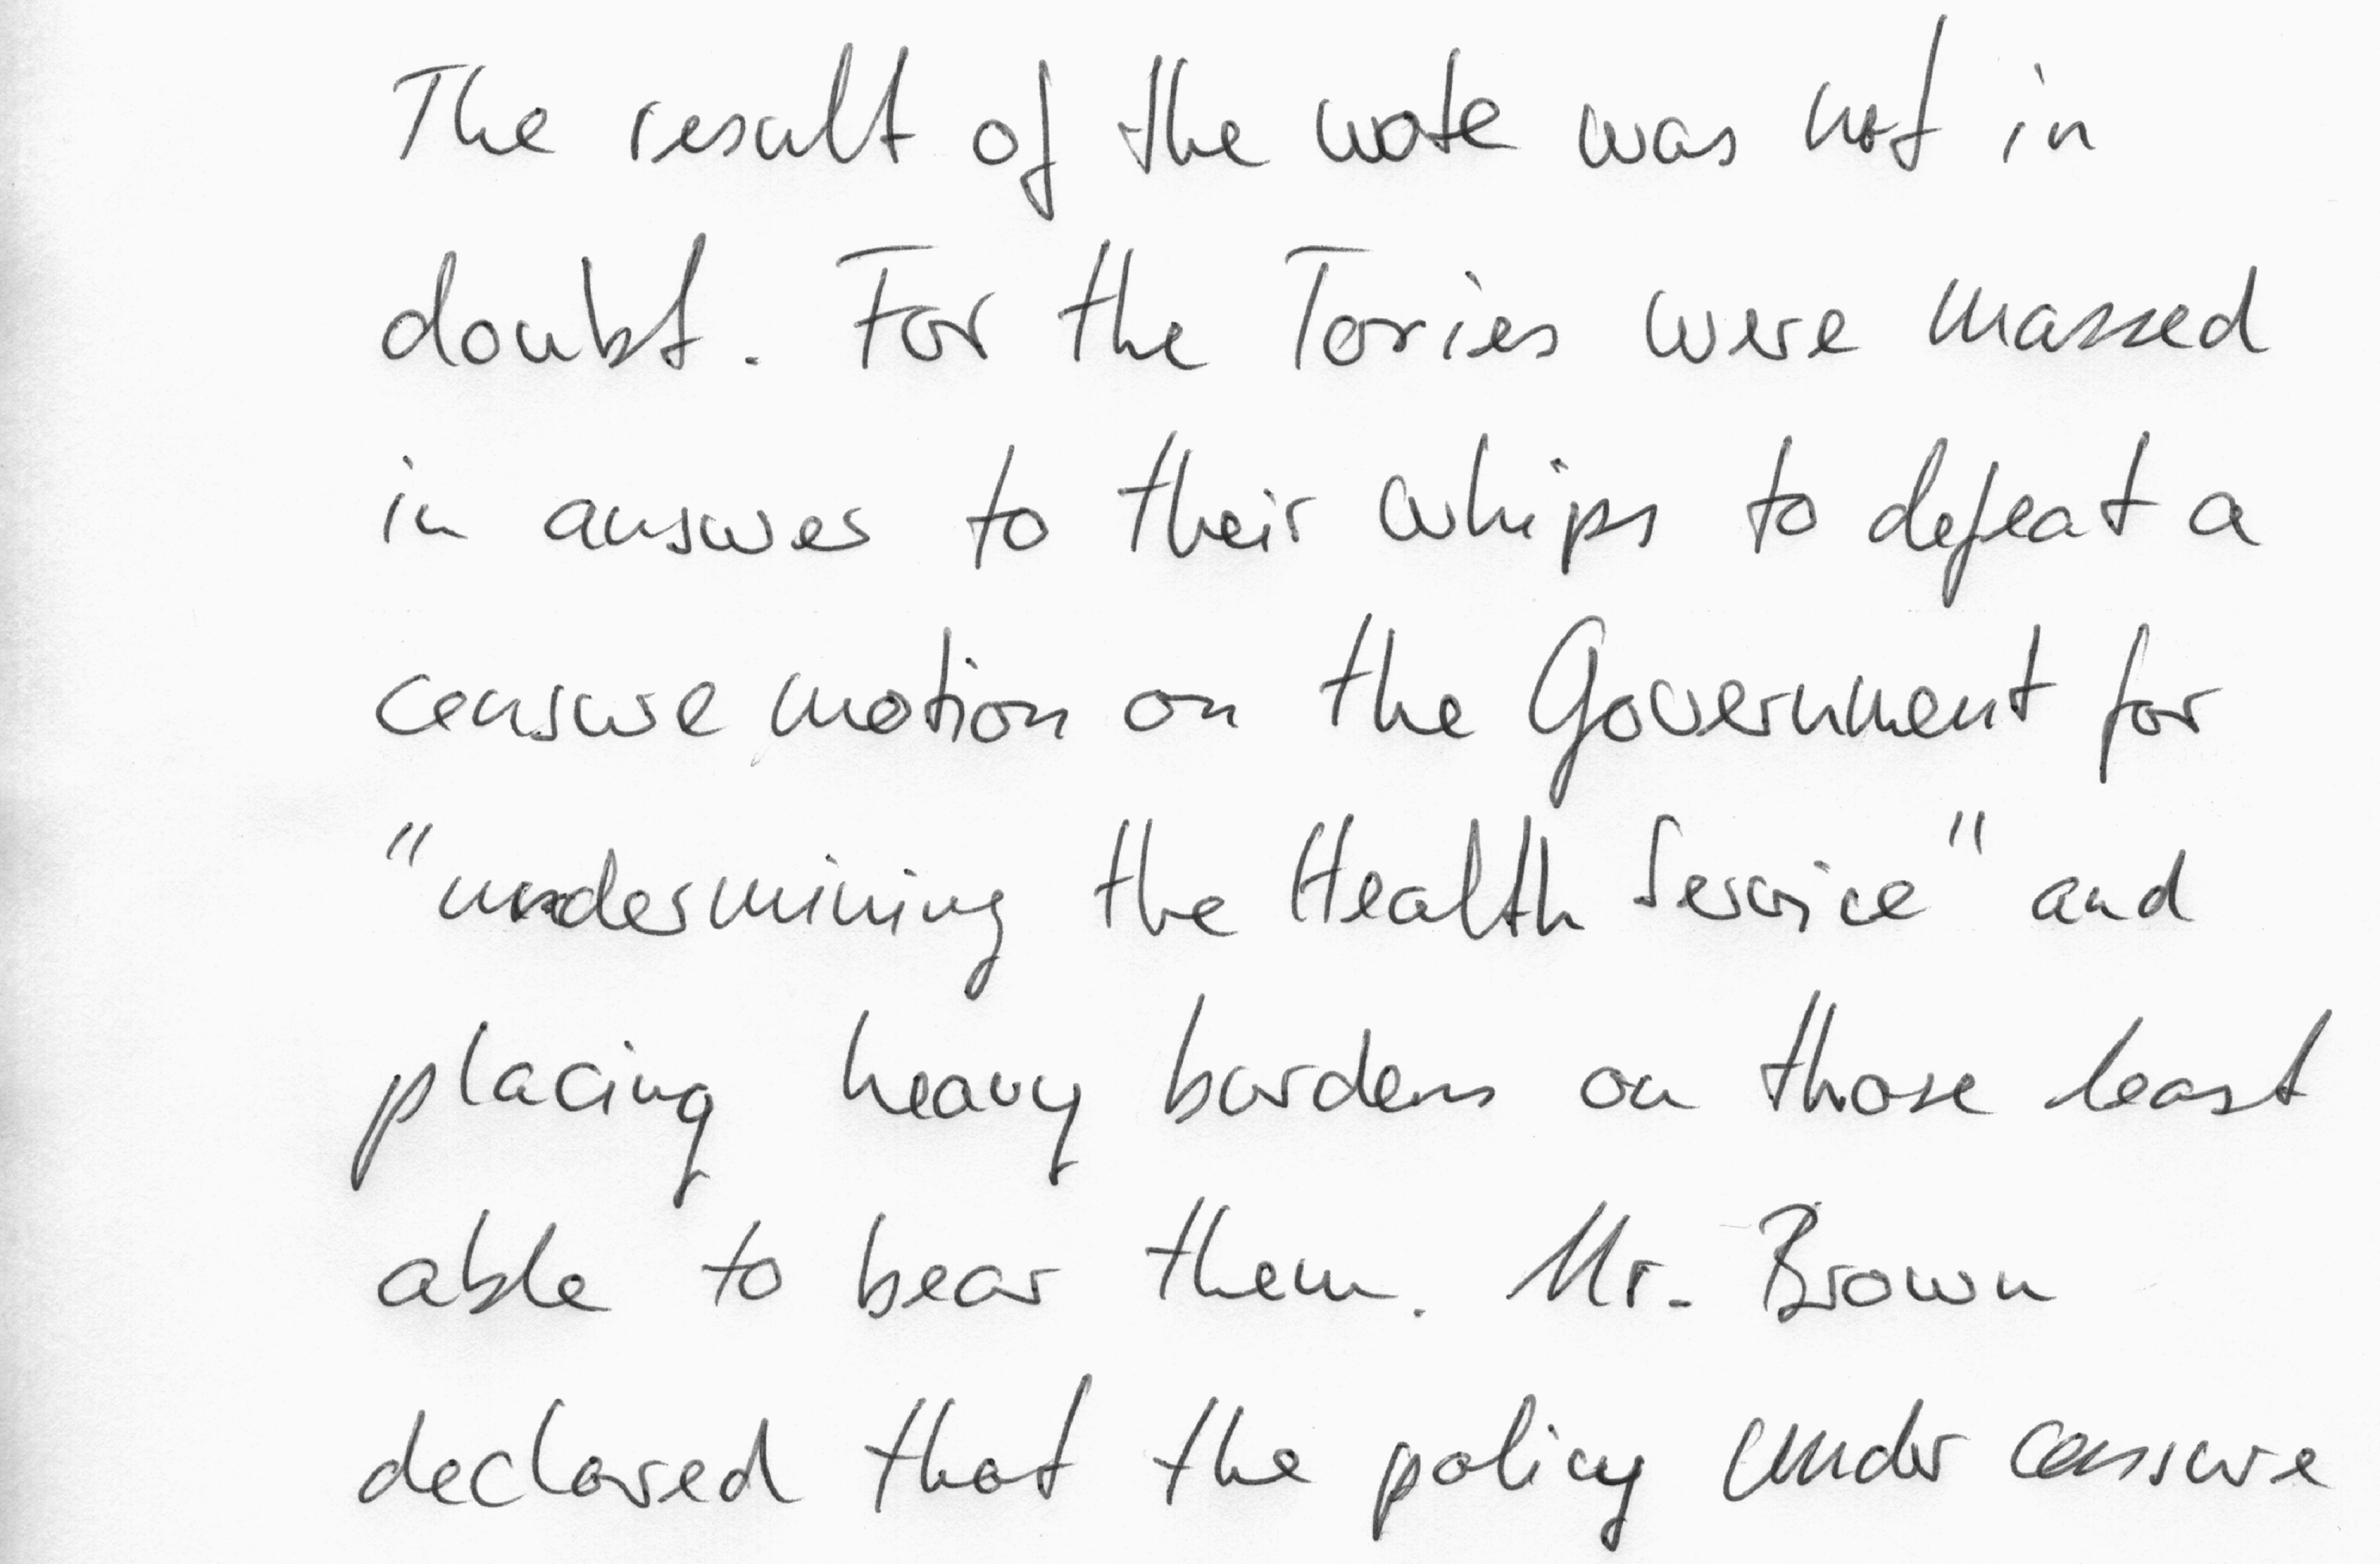 The result of the vote was not in
doubt. For the Tories were massed
in answer to their whips to defeat a
censure motion on the Government for
"undermining the Health Service" and
placing heavy burdens on those least
able to bear them. Mr. Brown
declared that the policy under censure